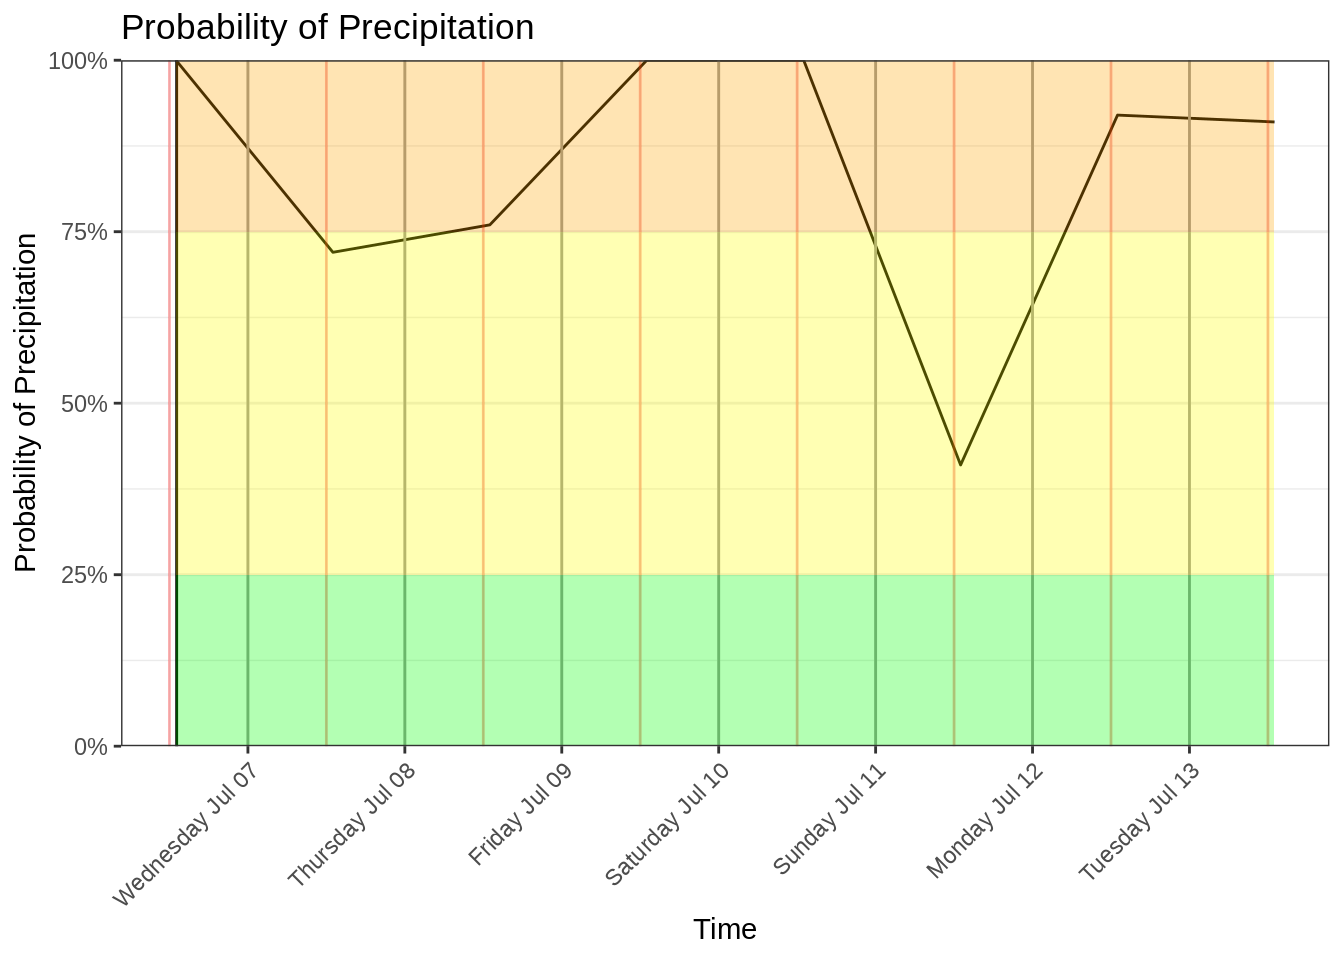 Probability of Precipitation
Probability of Precipitation
100%
75%
50%
25%
0%
Wednesday Jul 07
Thursday Jul 08
Friday Jul 09
Saturday Jul 10
Sunday Jul 11
Monday Jul 12
Tuesday Jul 13
Time